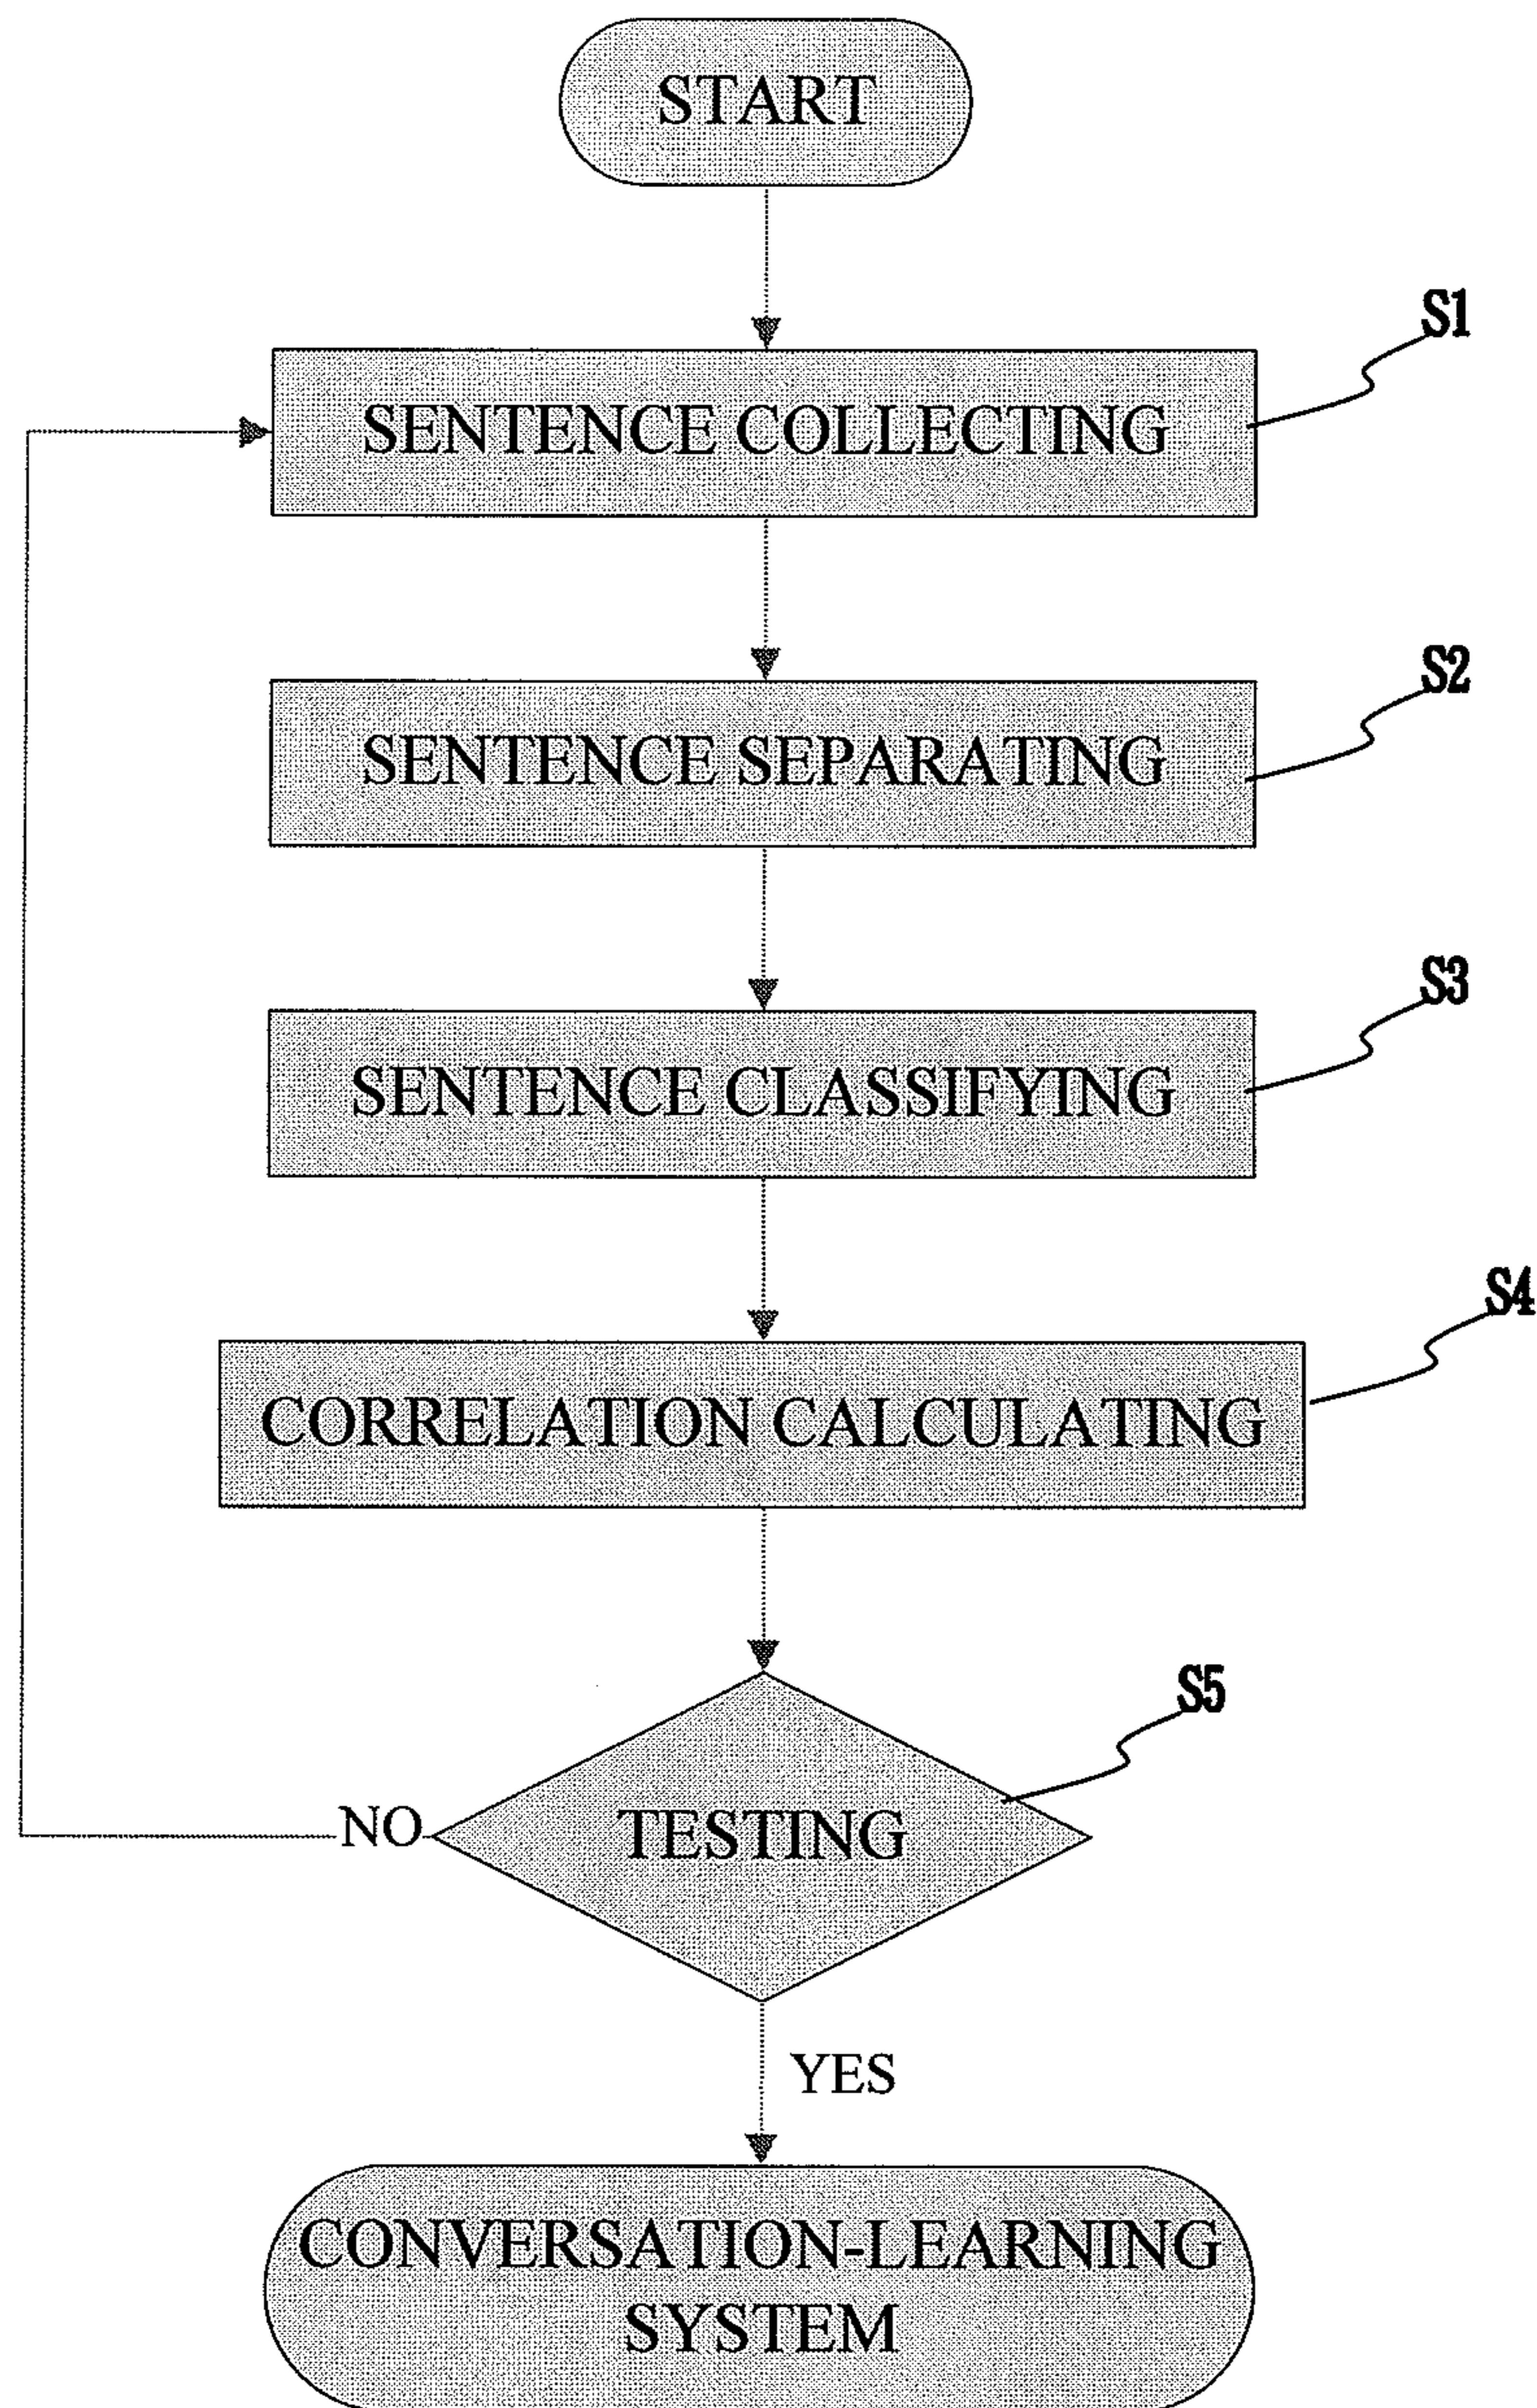 START
S1
SENTENCE COLLECTING
S2
SENTENCE SEPARATING
S3
SENTENCE CLASSIFYING
S4
CORRELATION CALCULATING
S5
TESTING
NO
YES
CONVERSATION-LEARNING
SYSTEM